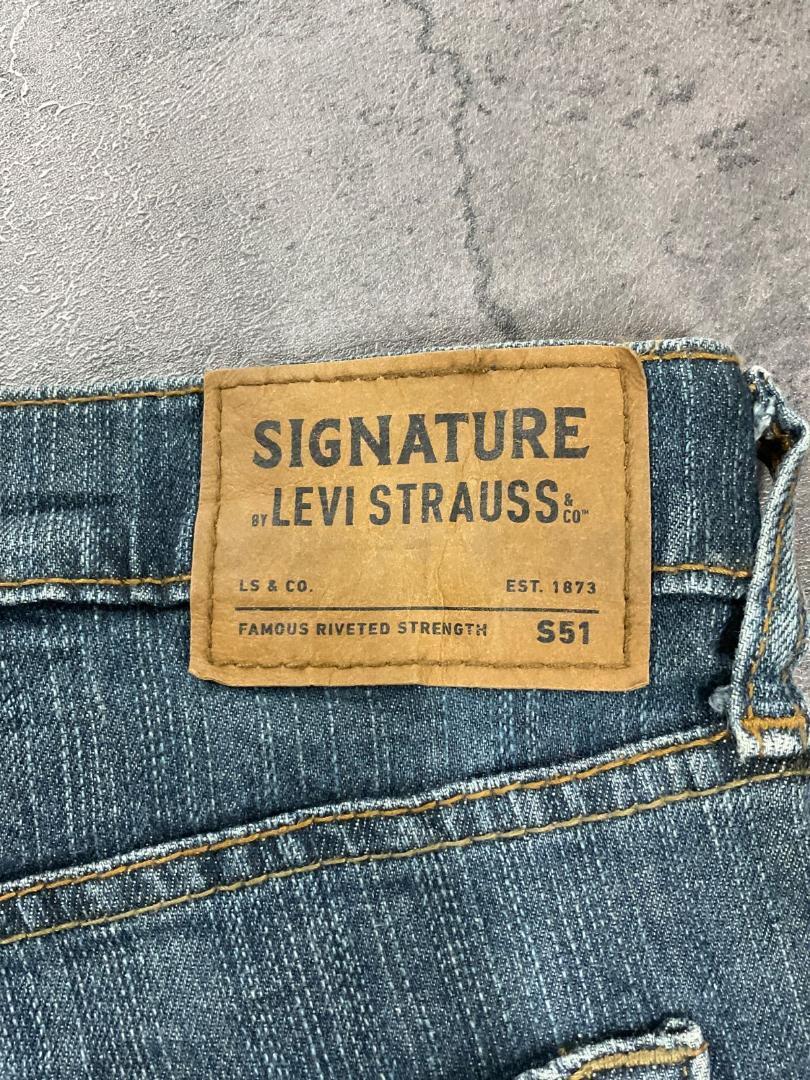 SIGNATURE
BY LEVI STRAUSS & CO™
LS & CO. EST. 1873
FAMOUS RIVETED STRENGTH S51